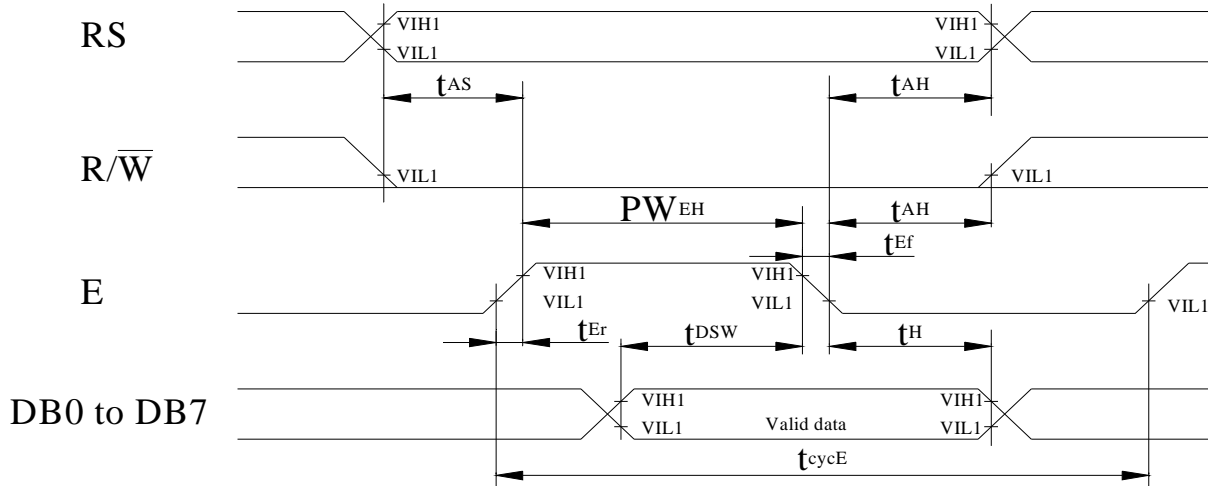 RS
VIH1
VIH1
VIL1
VIL1
tAS
tAH
R/W̅
VIL1
VIL1
PWEH
tAH
tEf
E
VIH1
VIH1
VIL1
VIL1
VIL1
tEr
tDSW
tH
DB0 to DB7
VIH1
VIH1
VIL1
Valid data
VIL1
tcycE